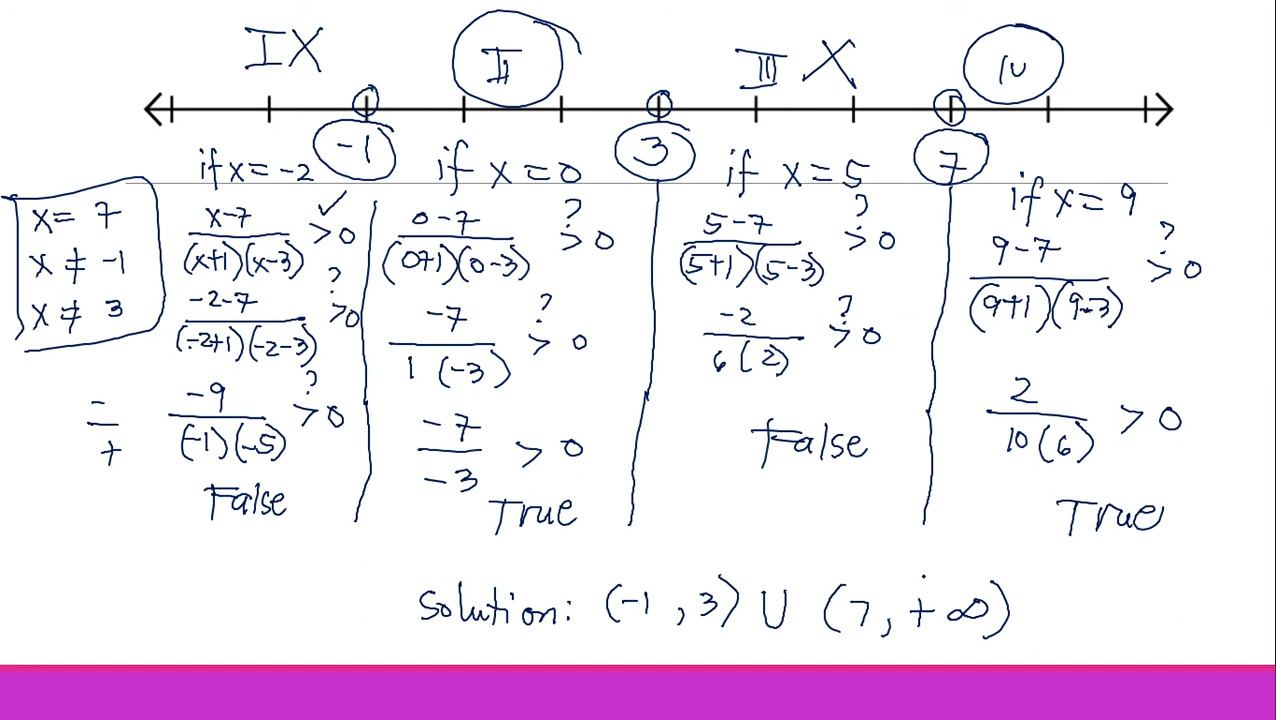 I X
II
III X
IV
-1
3
7
if x = -2
x-7 / (x+1)(x-3) > 0 ✓
-2-7 / (-2+1)(-2-3) > 0 ?
- / +
-9 / (-1)(-5) > 0 ?
False
if x = 0
0-7 / (0+1)(0-3) > 0 ?
-7 / 1(-3) > 0 ?
-7 / -3 > 0
True
if x = 5
5-7 / (5+1)(5-3) > 0 ?
-2 / 6(2) > 0 ?
False
if x = 9
9-7 / (9+1)(9-3) > 0 ?
2 / 10(6) > 0
True
x = 7
x ≠ -1
x ≠ 3
Solution: (-1, 3) U (7, +∞)